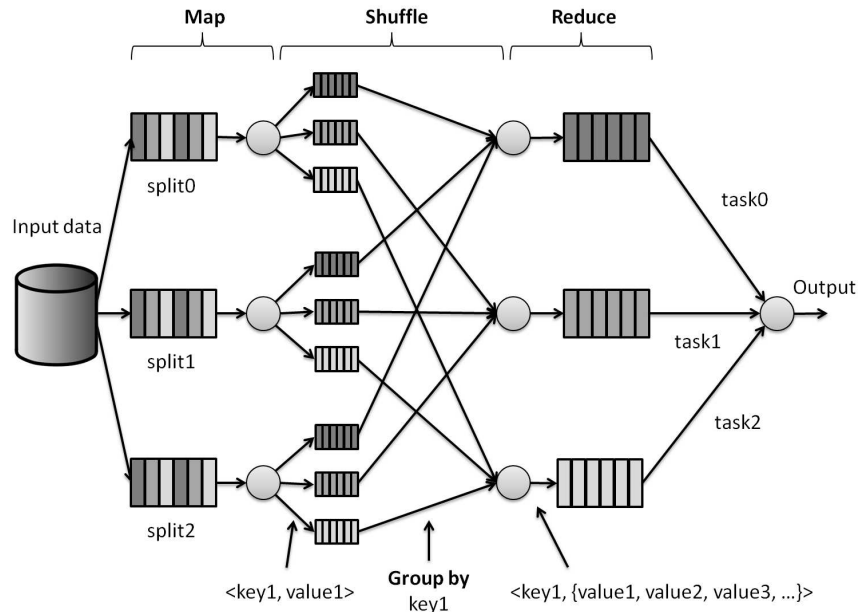 Map
Shuffle
Reduce
Input data
split0
split1
split2
task0
task1
task2
Output
<key1, value1>
Group by
key1
<key1, {value1, value2, value3, ...}>